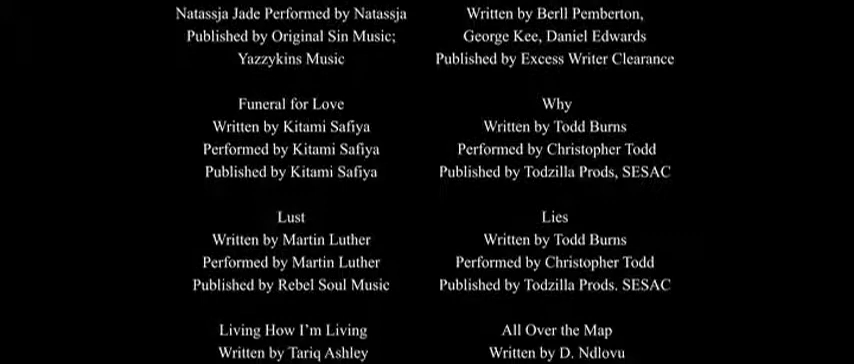 Natassja Jade Performed by Natassja
Published by Original Sin Music;
Yazzykins Music
Funeral for Love
Written by Kitami Safiya
Performed by Kitami Safiya
Published by Kitami Safiya
Lust
Written by Martin Luther
Performed by Martin Luther
Published by Rebel Soul Music
Living How I'm Living
Written by Tariq Ashley
Written by Berll Pemberton,
George Kee, Daniel Edwards
Published by Excess Writer Clearance
Why
Written by Todd Burns
Performed by Christopher Todd
Published by Todzilla Prods, SESAC
Lies
Written by Todd Burns
Performed by Christopher Todd
Published by Todzilla Prods. SESAC
All Over the Map
Written by D. Ndlovu